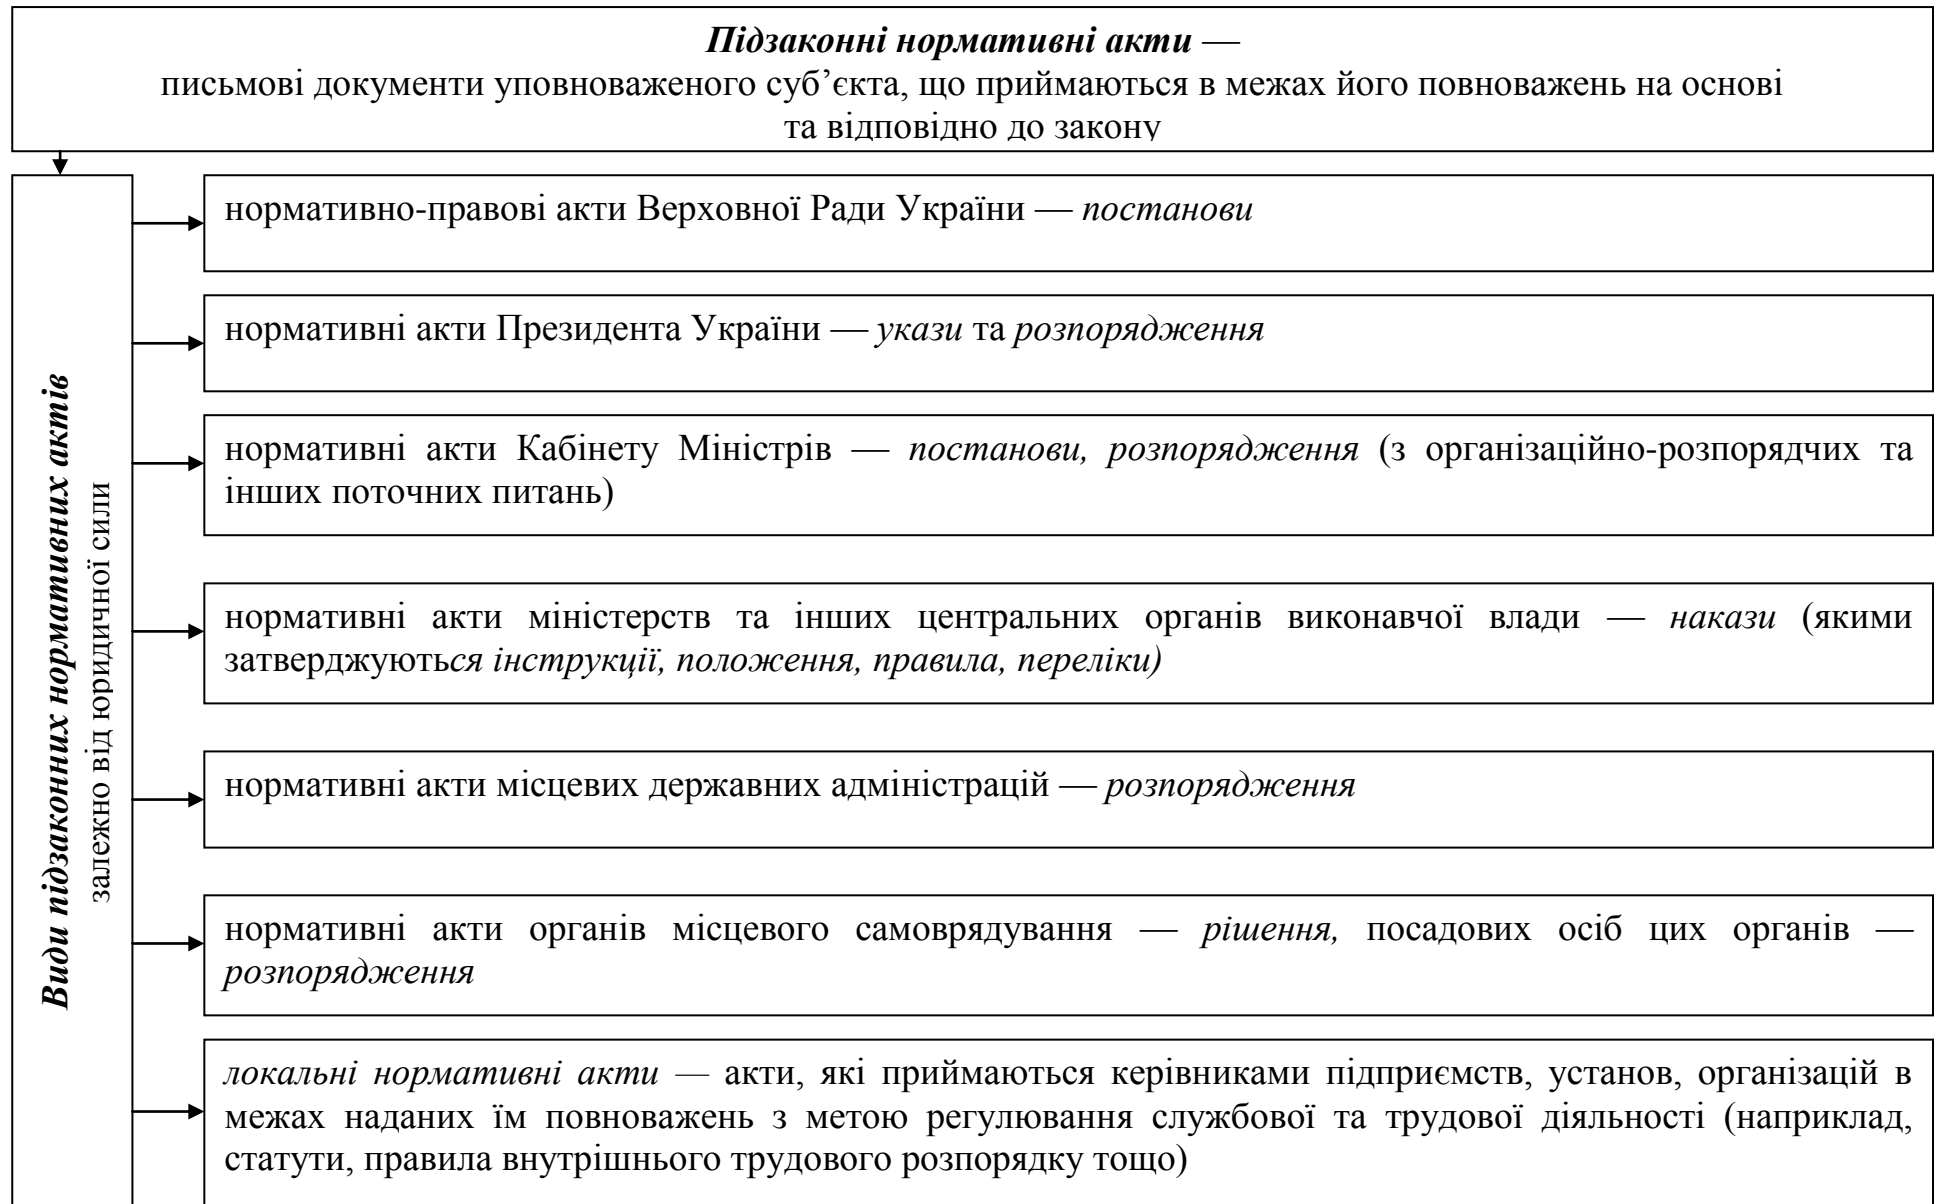 Підзаконні нормативні акти —
письмові документи уповноваженого суб’єкта, що приймаються в межах його повноважень на основі
та відповідно до закону
Види підзаконних нормативних актів
залежно від юридичної сили
нормативно-правові акти Верховної Ради України — постанови
нормативні акти Президента України — укази та розпорядження
нормативні акти Кабінету Міністрів — постанови, розпорядження (з організаційно-розпорядчих та
інших поточних питань)
нормативні акти міністерств та інших центральних органів виконавчої влади — накази (якими
затверджуються інструкції, положення, правила, переліки)
нормативні акти місцевих державних адміністрацій — розпорядження
нормативні акти органів місцевого самоврядування — рішення, посадових осіб цих органів —
розпорядження
локальні нормативні акти — акти, які приймаються керівниками підприємств, установ, організацій в
межах наданих їм повноважень з метою регулювання службової та трудової діяльності (наприклад,
статути, правила внутрішнього трудового розпорядку тощо)